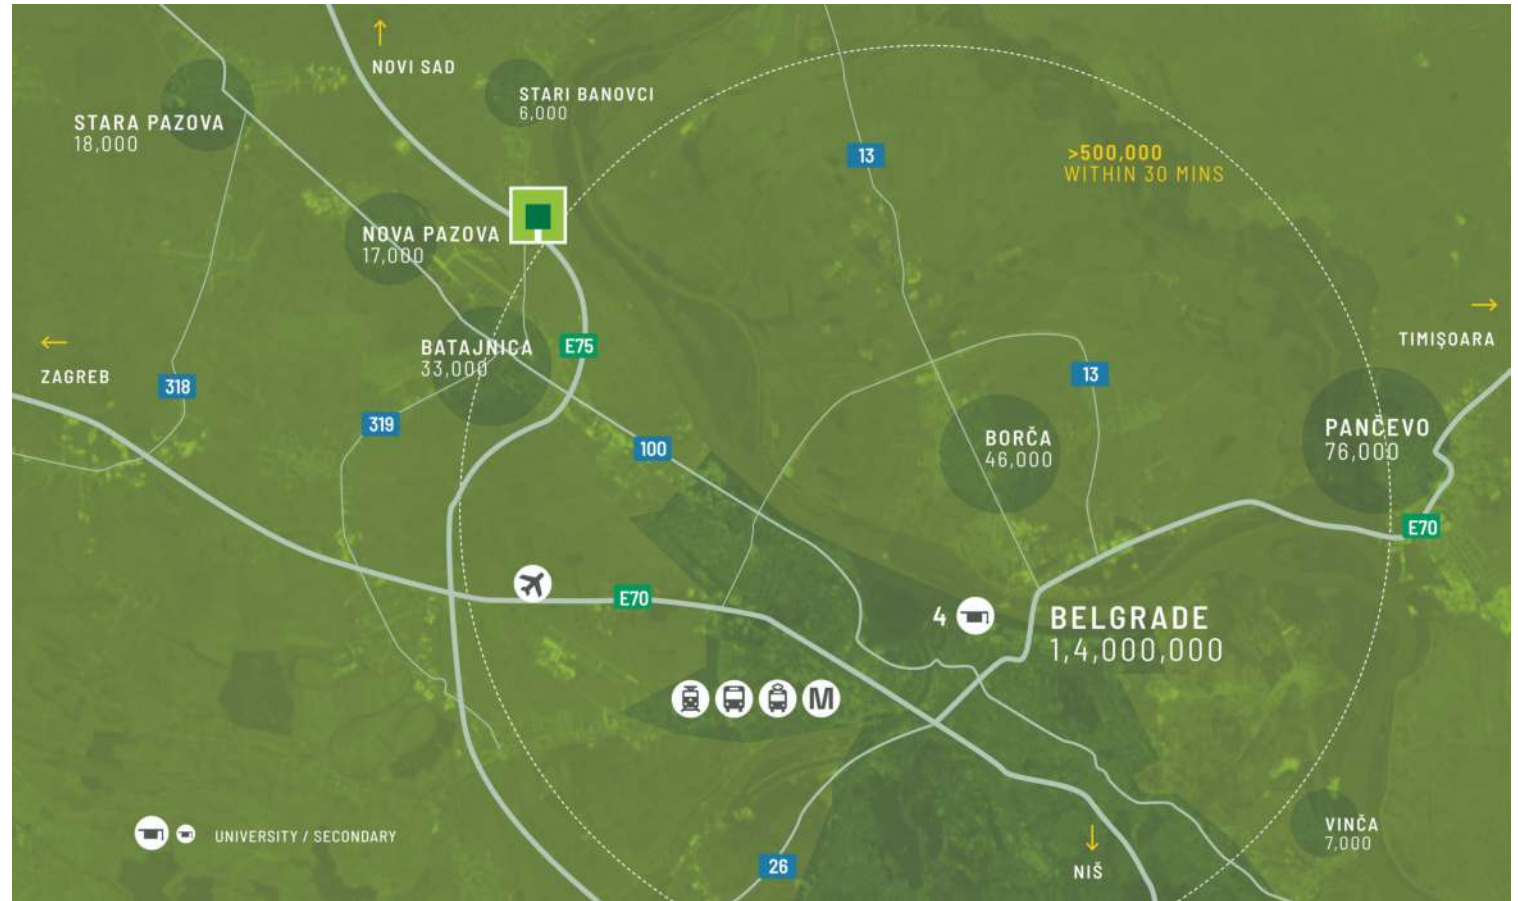 NOVI SAD
STARI BANOVCI
6,000
STARA PAZOVA
18,000
13
>500,000
WITHIN 30 MINS
NOVA PAZOVA
17,000
TIMIŞOARA
BATAJNICA
33,000
E75
ZAGREB
318
13
319
100
BORČA
46,000
PANČEVO
76,000
E70
E70
4
BELGRADE
1,4,000,000
M
UNIVERSITY / SECONDARY
26
NIŠ
VINČA
7,000